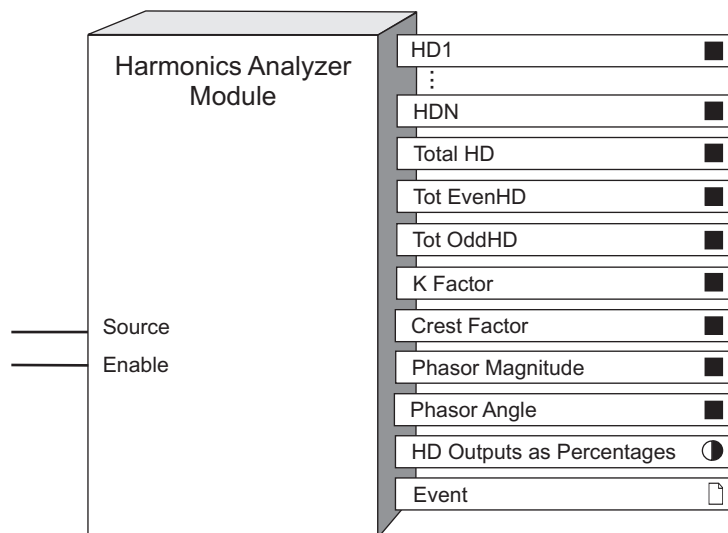 Harmonics Analyzer
Module
HD1
⋮
HDN
Total HD
Tot EvenHD
Tot OddHD
K Factor
Source
Crest Factor
Enable
Phasor Magnitude
Phasor Angle
HD Outputs as Percentages
Event